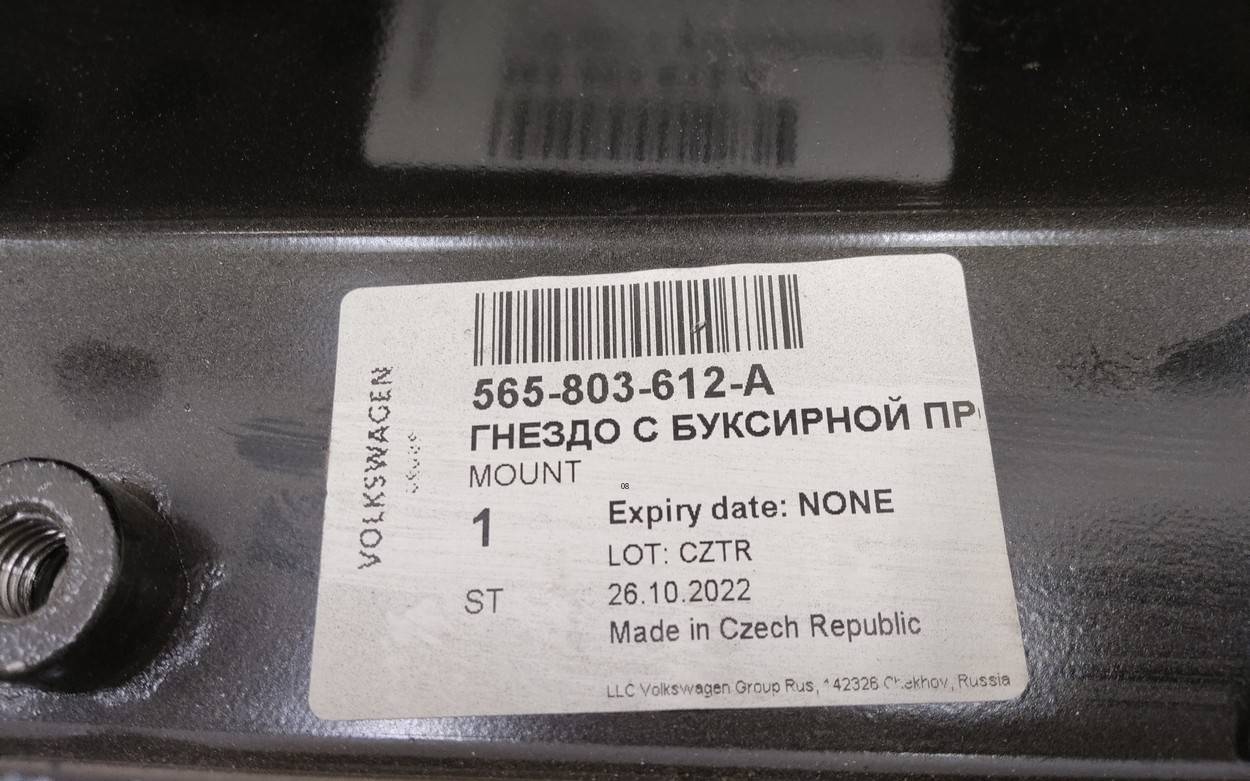 VOLKSWAGEN
565-803-612-A
ГНЕЗДО С БУКСИРНОЙ ПР
MOUNT
08
1
Expiry date: NONE
LOT: CZTR
ST
26.10.2022
Made in Czech Republic
LLC Volkswagen Group Rus, 142326 Chekhov, Russia